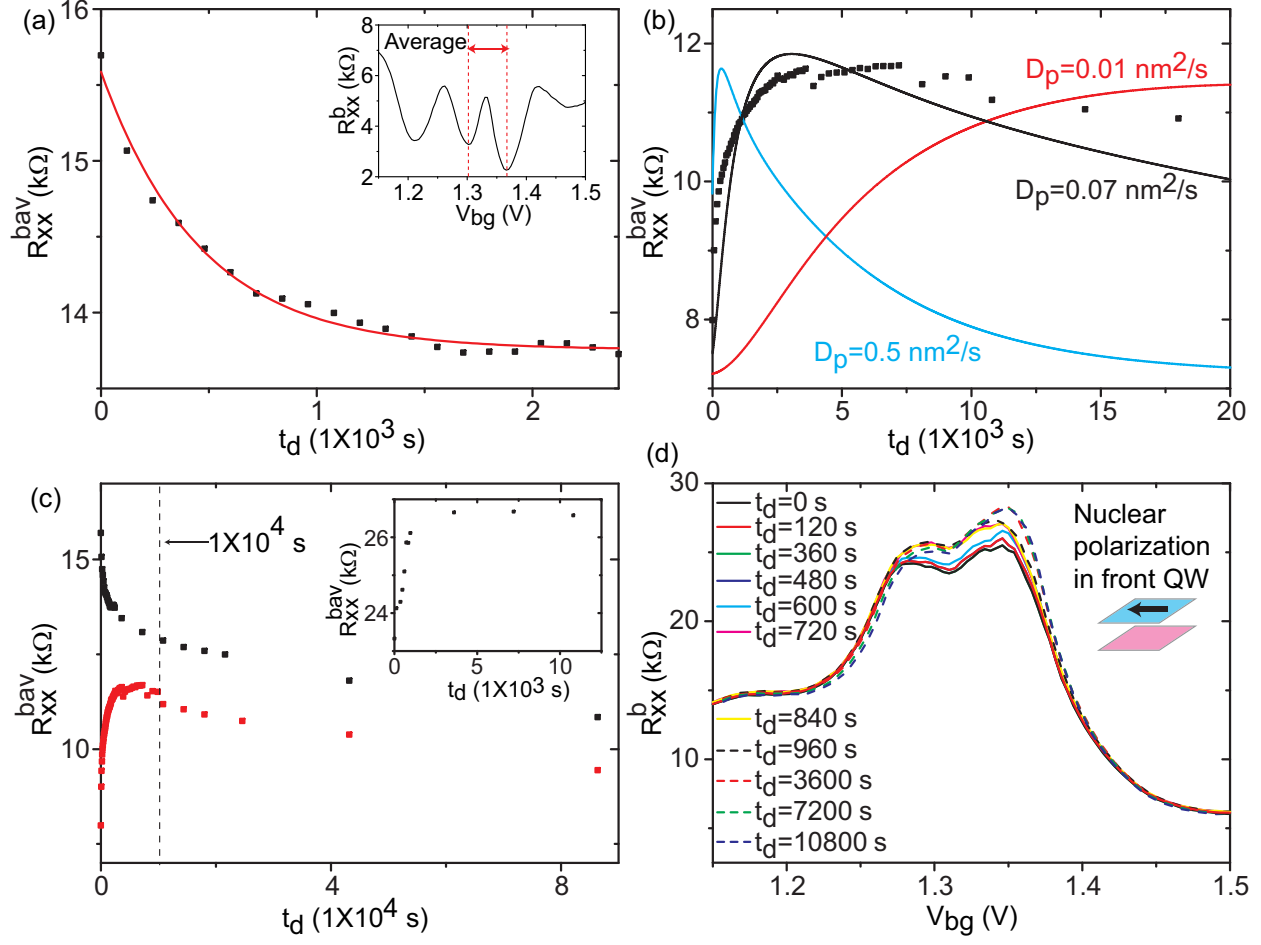 (a)
16
15
14
R_xx^bav (kΩ)
0
1
2
t_d (1X10^3 s)
8
6
4
2
R_xx^b (kΩ)
Average
1.2
1.3
1.4
1.5
V_bg (V)
(b)
12
10
8
R_xx^bav (kΩ)
D_p=0.01 nm^2/s
D_p=0.07 nm^2/s
D_p=0.5 nm^2/s
0
5
10
15
20
t_d (1X10^3 s)
(c)
15
10
R_xx^bav (kΩ)
1X10^4 s
0
4
8
t_d (1X10^4 s)
26
24
22
R_xx^bav (kΩ)
0
5
10
t_d (1X10^3 s)
(d)
30
25
20
15
10
5
R_xx^b (kΩ)
t_d=0 s
t_d=120 s
t_d=360 s
t_d=480 s
t_d=600 s
t_d=720 s
t_d=840 s
t_d=960 s
t_d=3600 s
t_d=7200 s
t_d=10800 s
Nuclear
polarization
in front QW
1.2
1.3
1.4
1.5
V_bg (V)